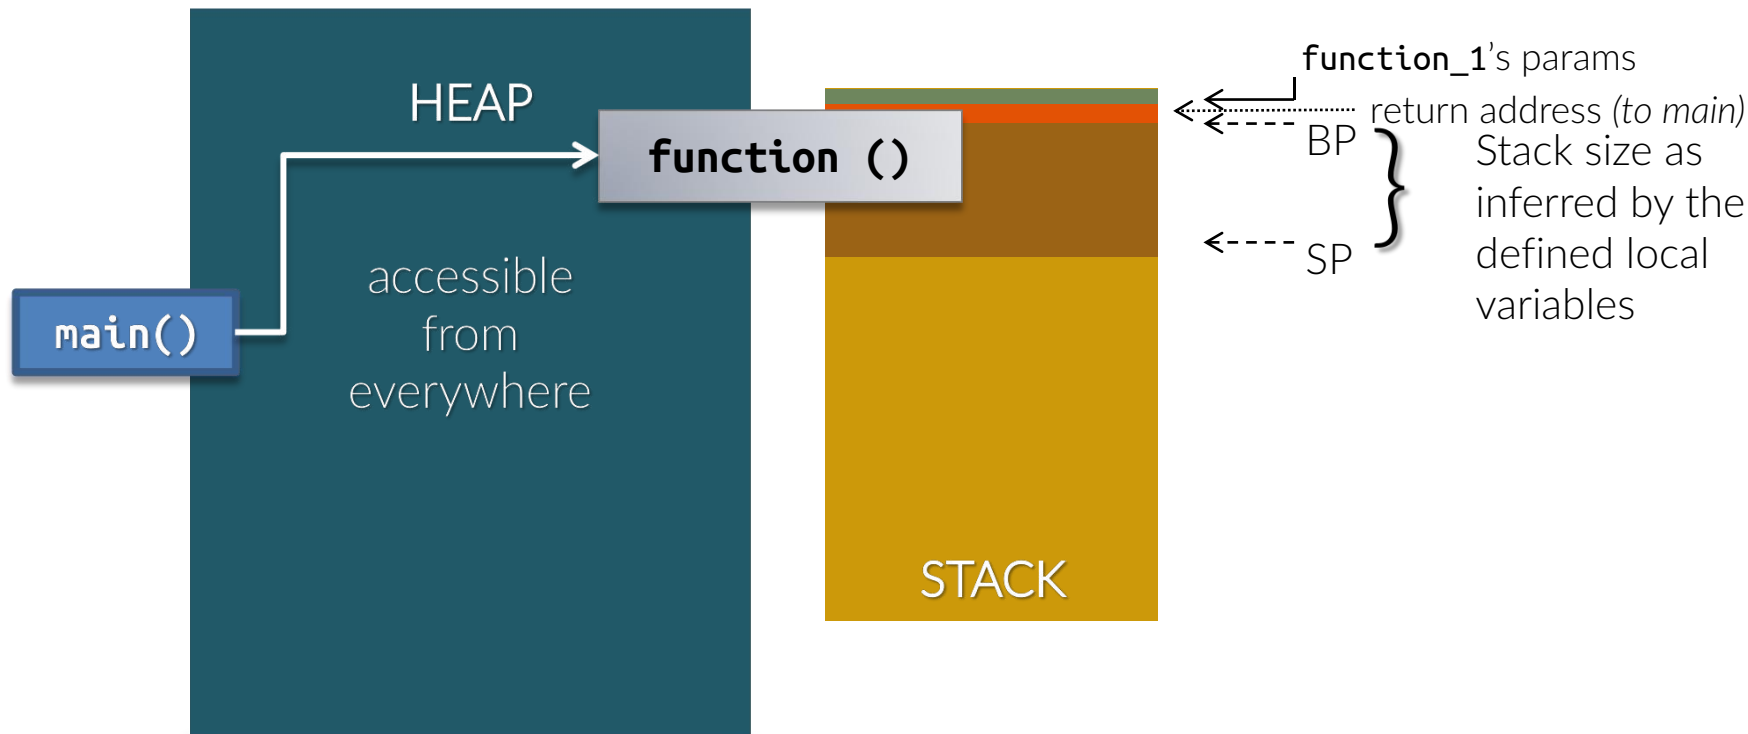 HEAP
accessible
from
everywhere
main()
function ()
STACK
function_1's params
return address (to main)
BP
SP
Stack size as
inferred by the
defined local
variables